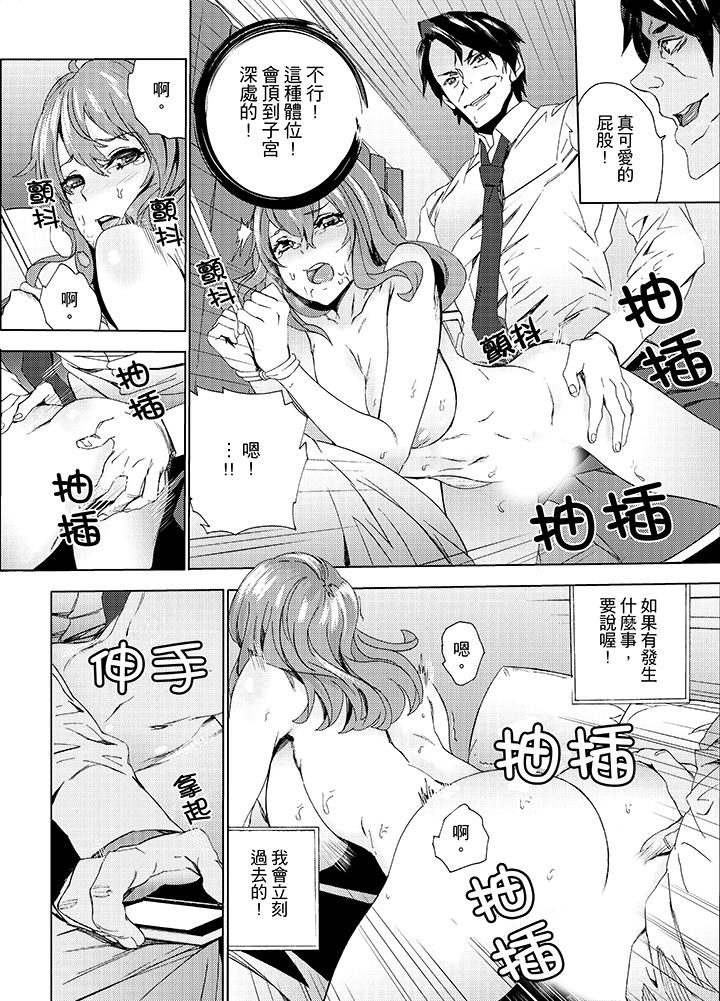 真可愛的
屁股！
不行！
這種體位！
會頂到子宮
深處的！
抽插
顫抖
顫抖
嗯！
…!!
抽插
啊。
顫抖
顫抖
啊。
抽插
抽插
如果有發生
什麼事，
要說喔！
嗯。
抽插
啊。
抽插
我會立刻
過去的！
伸手
拿起